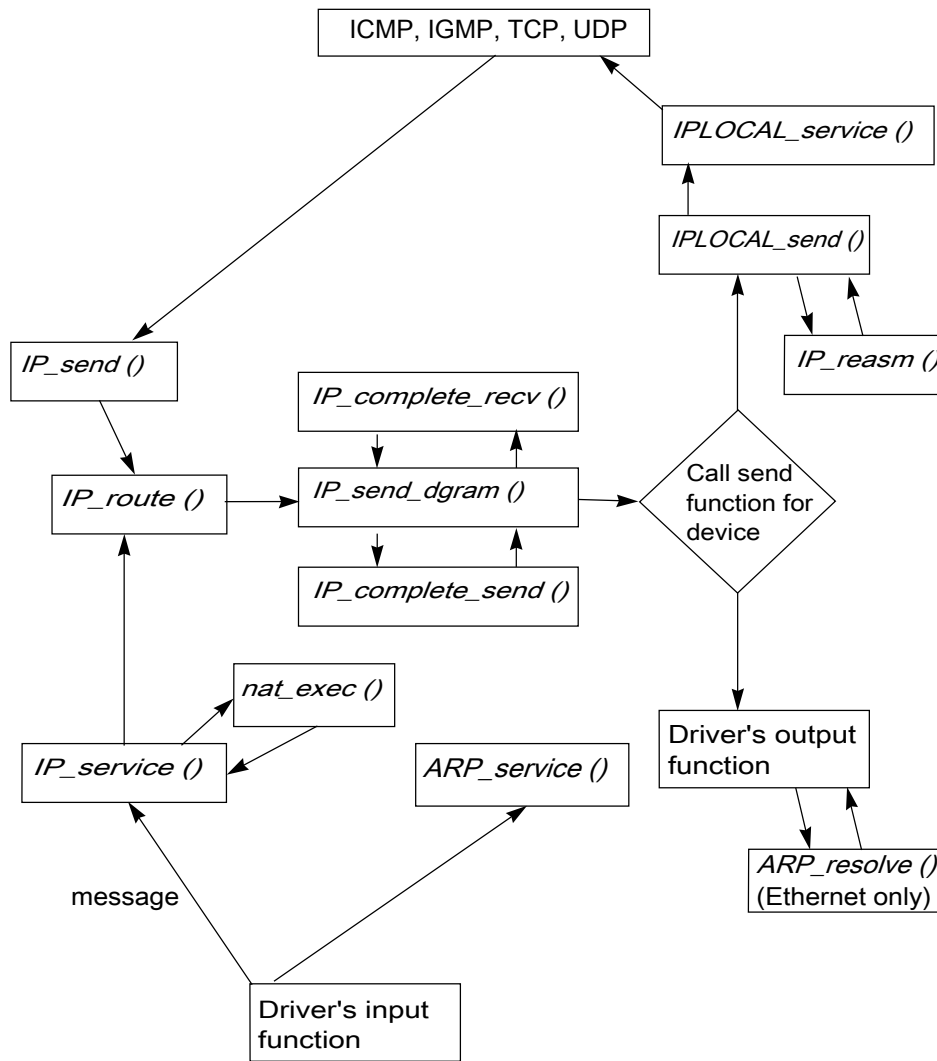 ICMP, IGMP, TCP, UDP
IPLOCAL_service ()
IPLOCAL_send ()
IP_send ()
IP_reasm ()
IP_complete_recv ()
IP_route ()
IP_send_dgram ()
Call send
function for
device
IP_complete_send ()
nat_exec ()
IP_service ()
ARP_service ()
Driver's output
function
ARP_resolve ()
(Ethernet only)
message
Driver's input
function